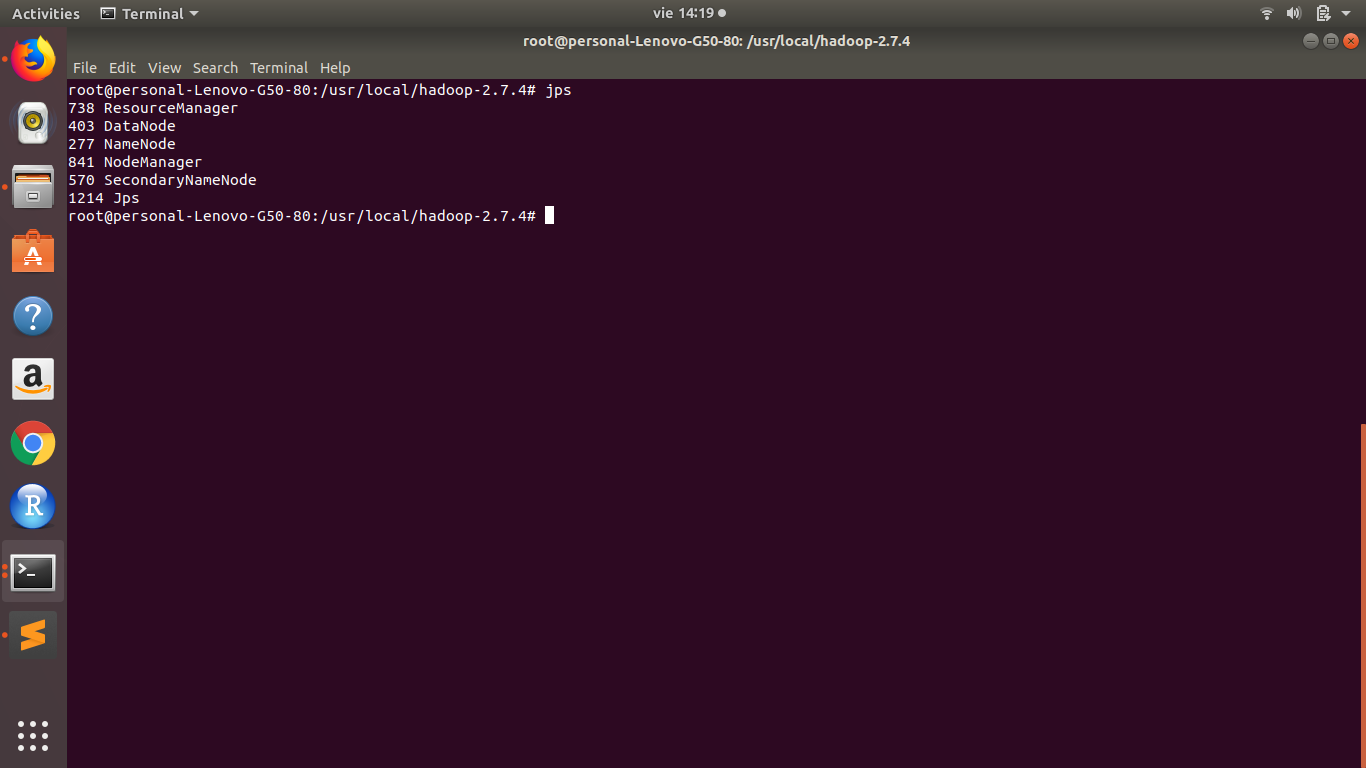 Activities Terminal vie 14:19
root@personal-Lenovo-G50-80: /usr/local/hadoop-2.7.4
File Edit View Search Terminal Help
root@personal-Lenovo-G50-80:/usr/local/hadoop-2.7.4# jps
738 ResourceManager
403 DataNode
277 NameNode
841 NodeManager
570 SecondaryNameNode
1214 Jps
root@personal-Lenovo-G50-80:/usr/local/hadoop-2.7.4#
A
?
a
R
>_